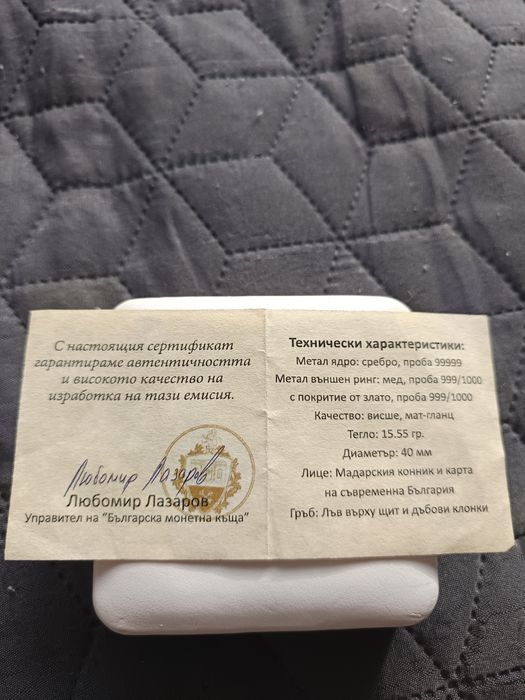 С настоящия сертификат
гарантираме автентичността
и високото качество на
изработка на тази емисия.
Любомир Лазаров
Любомир Лазаров
Управител на "Българска монетна къща"
Технически характеристики:
Метал ядро: сребро, проба 99999
Метал външен ринг: мед, проба 999/1000
с покритие от злато, проба 999/1000
Качество: висше, мат-гланц
Тегло: 15.55 гр.
Диаметър: 40 мм
Лице: Мадарския конник и карта
на съвременна България
Гръб: Лъв върху щит и дъбови клонки